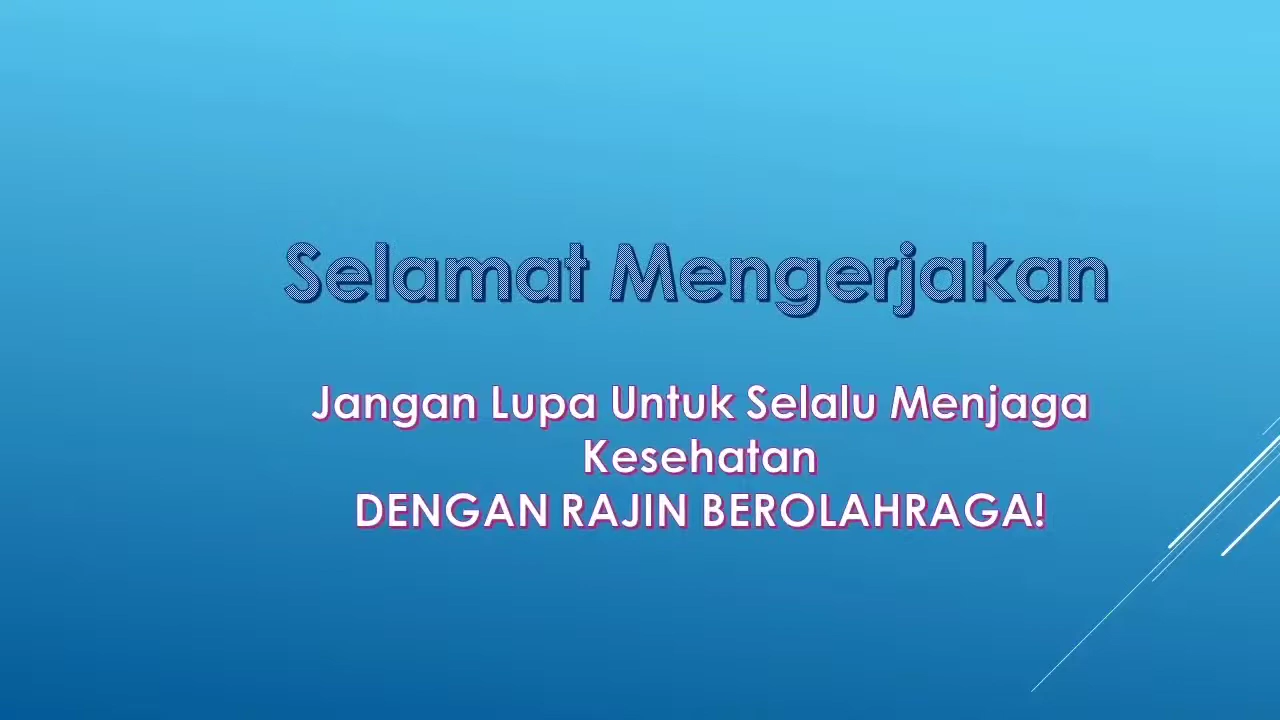 Selamat Mengerjakan
Jangan Lupa Untuk Selalu Menjaga
Kesehatan
DENGAN RAJIN BEROLAHRAGA!